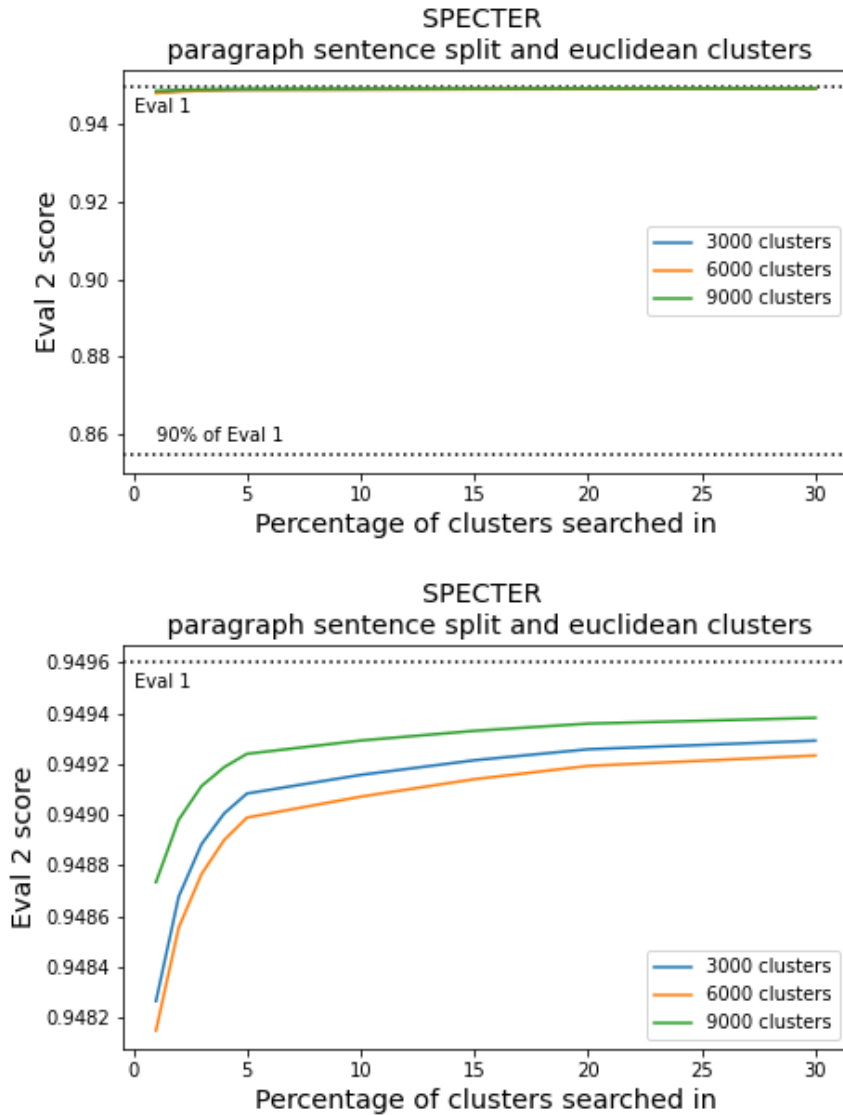 SPECTER
paragraph sentence split and euclidean clusters
Eval 1
0.94
0.92
0.90
0.88
0.86
Eval 2 score
3000 clusters
6000 clusters
9000 clusters
90% of Eval 1
0
5
10
15
20
25
30
Percentage of clusters searched in
SPECTER
paragraph sentence split and euclidean clusters
0.9496
Eval 1
0.9494
0.9492
0.9490
0.9488
0.9486
0.9484
0.9482
Eval 2 score
3000 clusters
6000 clusters
9000 clusters
0
5
10
15
20
25
30
Percentage of clusters searched in